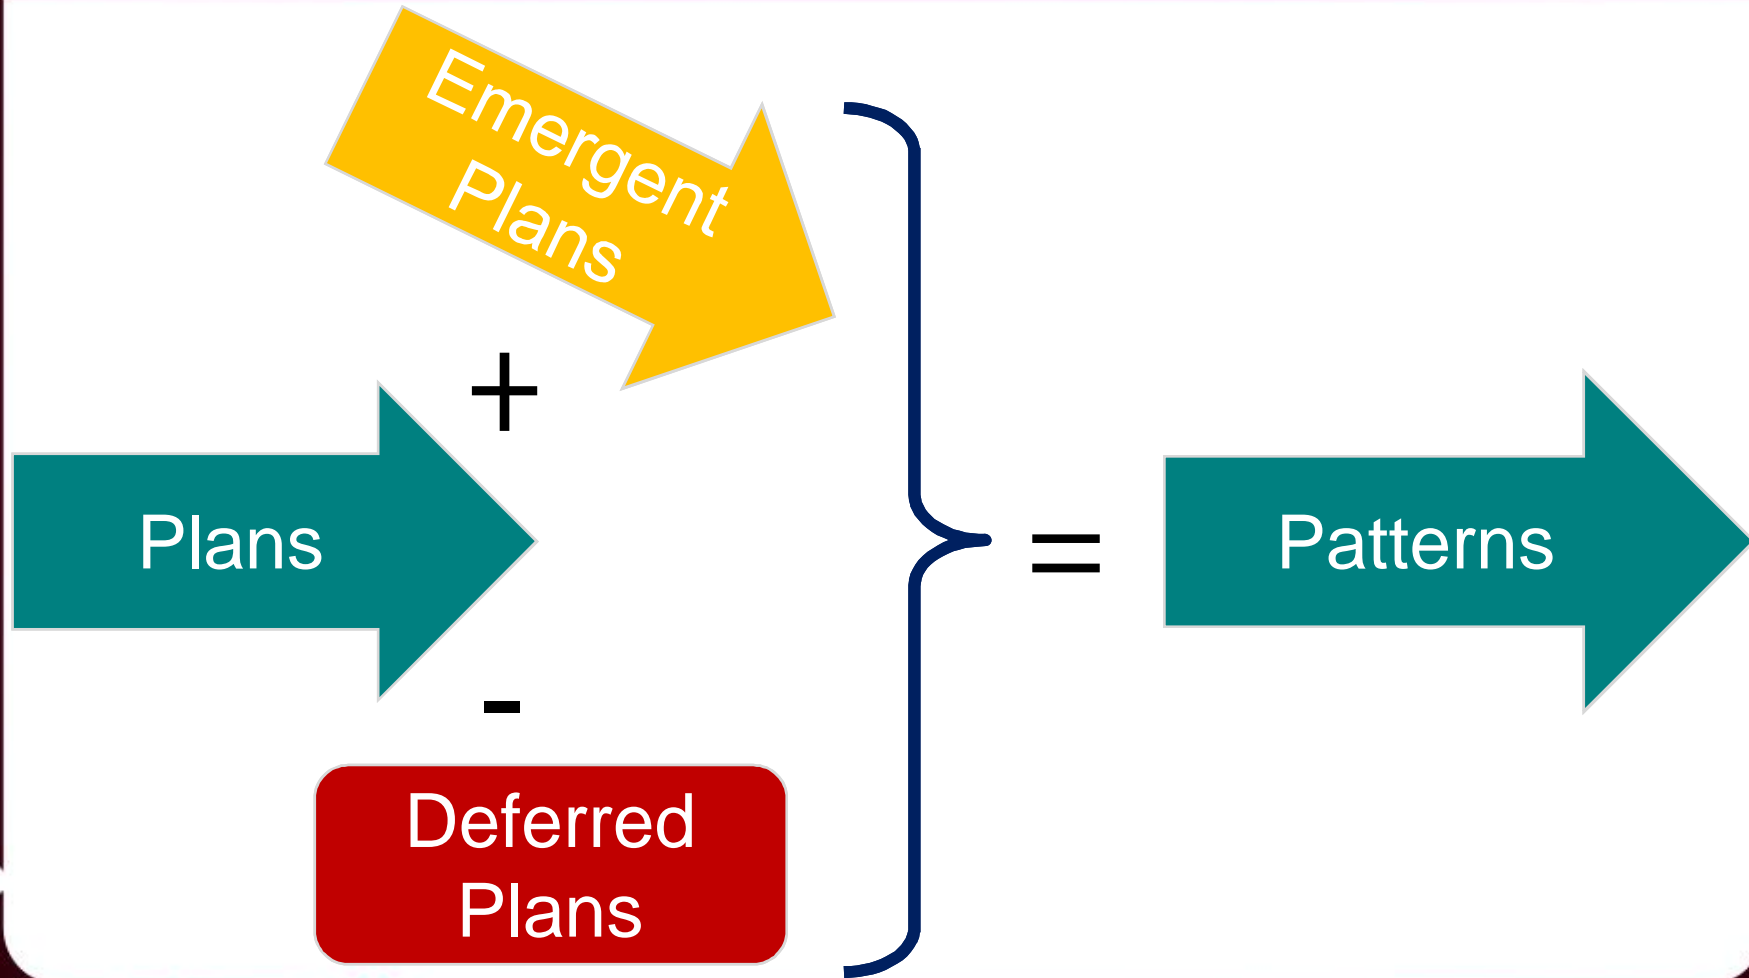 Emergent
Plans
+
Plans
=
Patterns
-
Deferred
Plans